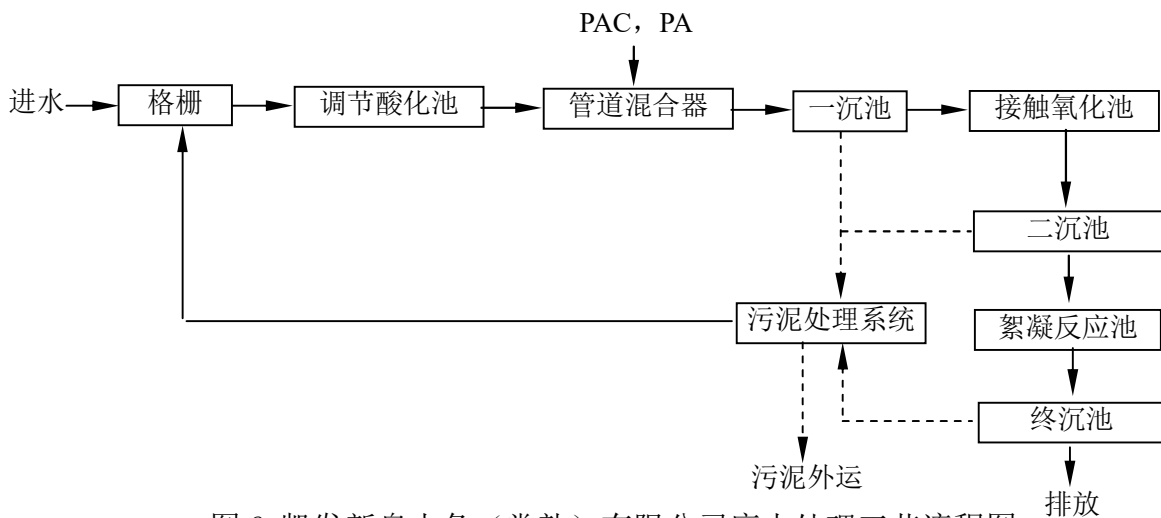 PAC，PA
进水
格栅
调节酸化池
管道混合器
一沉池
接触氧化池
二沉池
污泥处理系统
絮凝反应池
终沉池
污泥外运
排放